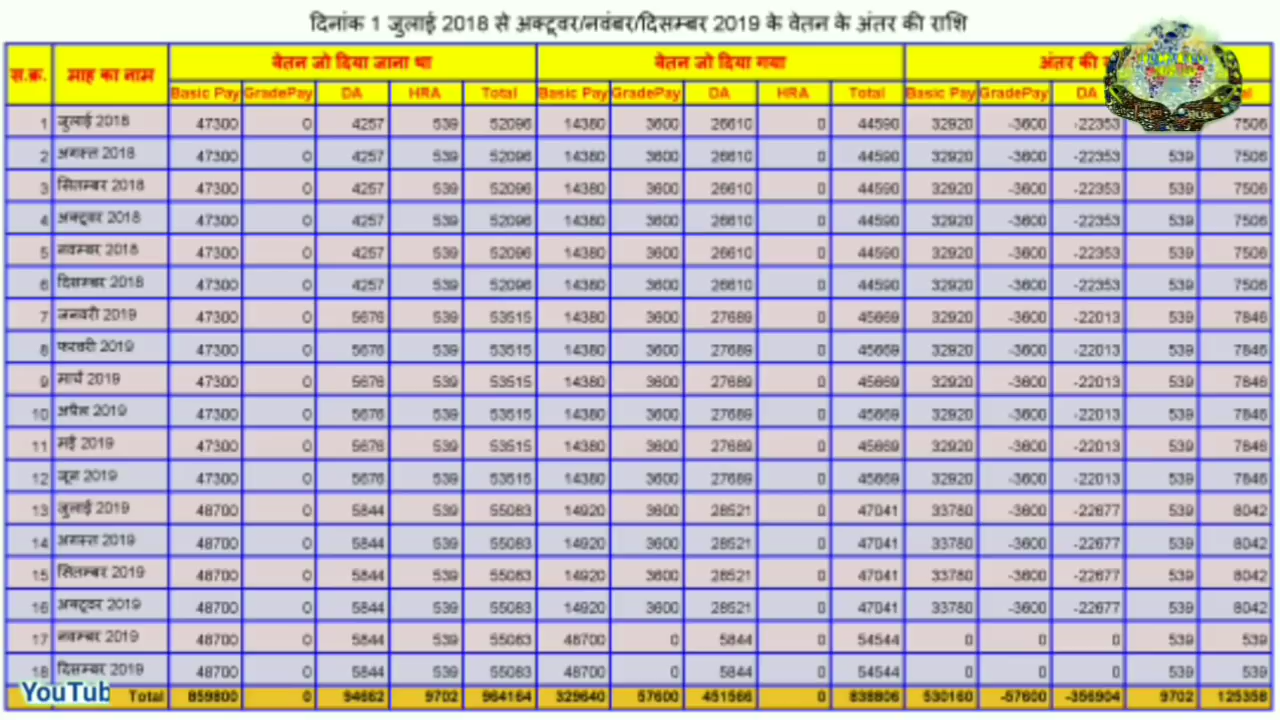 दिनांक 1 जुलाई 2018 से अक्टूवर/नवंबर/दिसम्बर 2019 के वेतन के अंतर की राशि
स.क्र. माह का नाम वेतन जो दिया जाना था वेतन जो दिया गया अंतर की
Basic Pay GradePay DA HRA Total Basic Pay GradePay DA HRA Total Basic Pay GradePay DA
1 जुलाई 2018 47300 0 4257 539 52096 14380 3600 26610 0 44590 32920 -3600 -22353 7506
2 अगस्त 2018 47300 0 4257 539 52096 14380 3600 26610 0 44590 32920 -3600 -22353 539 7506
3 सितम्बर 2018 47300 0 4257 539 52096 14380 3600 26610 0 44590 32920 -3600 -22353 539 7506
4 अक्टूवर 2018 47300 0 4257 539 52096 14380 3600 26610 0 44590 32920 -3600 -22353 539 7506
5 नवम्बर 2018 47300 0 4257 539 52096 14380 3600 26610 0 44590 32920 -3600 -22353 539 7506
6 दिसम्बर 2018 47300 0 4257 539 52096 14380 3600 26610 0 44590 32920 -3600 -22353 539 7506
7 जनवरी 2019 47300 0 5676 539 53515 14380 3600 27689 0 45669 32920 -3600 -22013 539 7846
8 फरवरी 2019 47300 0 5676 539 53515 14380 3600 27689 0 45669 32920 -3600 -22013 539 7846
9 मार्च 2019 47300 0 5676 539 53515 14380 3600 27689 0 45669 32920 -3600 -22013 539 7846
10 अप्रैल 2019 47300 0 5676 539 53515 14380 3600 27689 0 45669 32920 -3600 -22013 539 7846
11 मई 2019 47300 0 5676 539 53515 14380 3600 27689 0 45669 32920 -3600 -22013 539 7846
12 जून 2019 47300 0 5676 539 53515 14380 3600 27689 0 45669 32920 -3600 -22013 539 7846
13 जुलाई 2019 48700 0 5844 539 55083 14920 3600 28521 0 47041 33780 -3600 -22677 539 8042
14 अगस्त 2019 48700 0 5844 539 55083 14920 3600 28521 0 47041 33780 -3600 -22677 539 8042
15 सितम्बर 2019 48700 0 5844 539 55083 14920 3600 28521 0 47041 33780 -3600 -22677 539 8042
16 अक्टूवर 2019 48700 0 5844 539 55083 14920 3600 28521 0 47041 33780 -3600 -22677 539 8042
17 नवम्बर 2019 48700 0 5844 539 55083 48700 0 5844 0 54544 0 0 0 539 539
18 दिसम्बर 2019 48700 0 5844 539 55083 48700 0 5844 0 54544 0 0 0 539 539
YouTub Total 859800 0 94662 9702 964164 329640 57600 451566 0 838806 530160 -57600 -356904 9702 125358